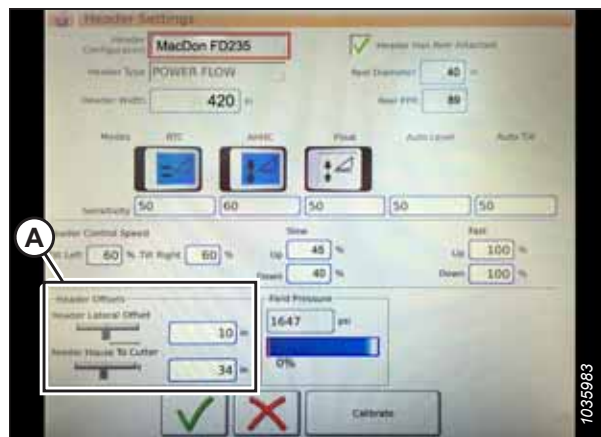 Header Settings
Header Configuration MacDon FD235 Header Has Reel Attached
Header Type POWER FLOW Reel Diameter 40 in
Header Width 420 in Reel PPR 89
Modes RTC AHHC Float Auto Level Auto Tilt
Sensitivity 50 60 50 50 50
Header Control Speed Slow Fast
Tilt Left 60 % Tilt Right 60 % Up 45 % Up 100 %
Down 40 % Down 100 %
A
Header Offsets Field Pressure
Header Lateral Offset 10 in 1647 psi
Feeder House To Cutter 34 in 0%
Calibrate
1035983